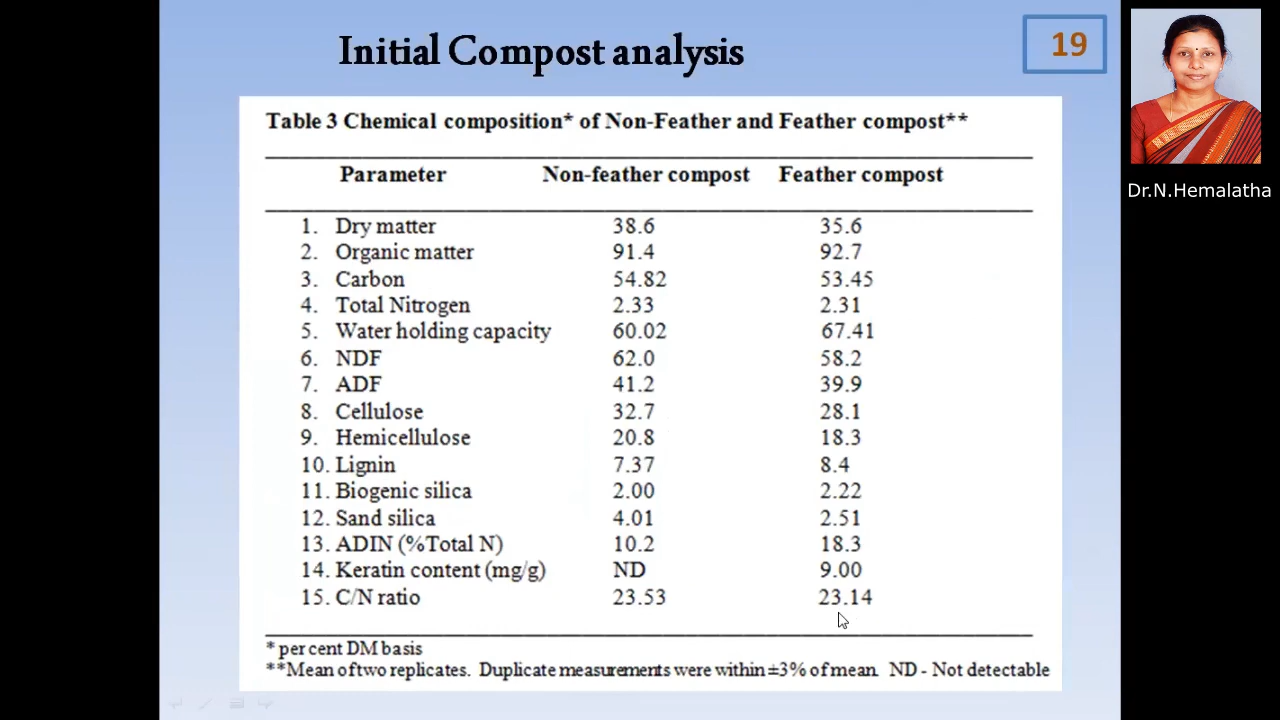 Initial Compost analysis
19
Dr.N.Hemalatha
Table 3 Chemical composition* of Non-Feather and Feather compost**
Parameter Non-feather compost Feather compost
1. Dry matter 38.6 35.6
2. Organic matter 91.4 92.7
3. Carbon 54.82 53.45
4. Total Nitrogen 2.33 2.31
5. Water holding capacity 60.02 67.41
6. NDF 62.0 58.2
7. ADF 41.2 39.9
8. Cellulose 32.7 28.1
9. Hemicellulose 20.8 18.3
10. Lignin 7.37 8.4
11. Biogenic silica 2.00 2.22
12. Sand silica 4.01 2.51
13. ADIN (%Total N) 10.2 18.3
14. Keratin content (mg/g) ND 9.00
15. C/N ratio 23.53 23.14
* per cent DM basis
**Mean of two replicates. Duplicate measurements were within ±3% of mean. ND - Not detectable